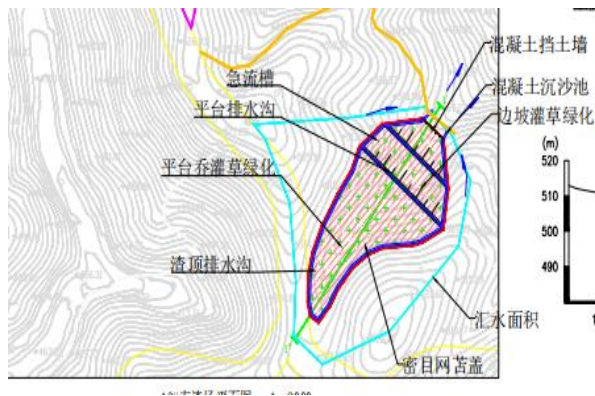 混凝土挡土墙
急流槽
混凝土沉沙池
平台排水沟
边坡灌草绿化
(m)
520
平台乔灌草绿化
510
500
渣顶排水沟
490
汇水面积
密目网苫盖